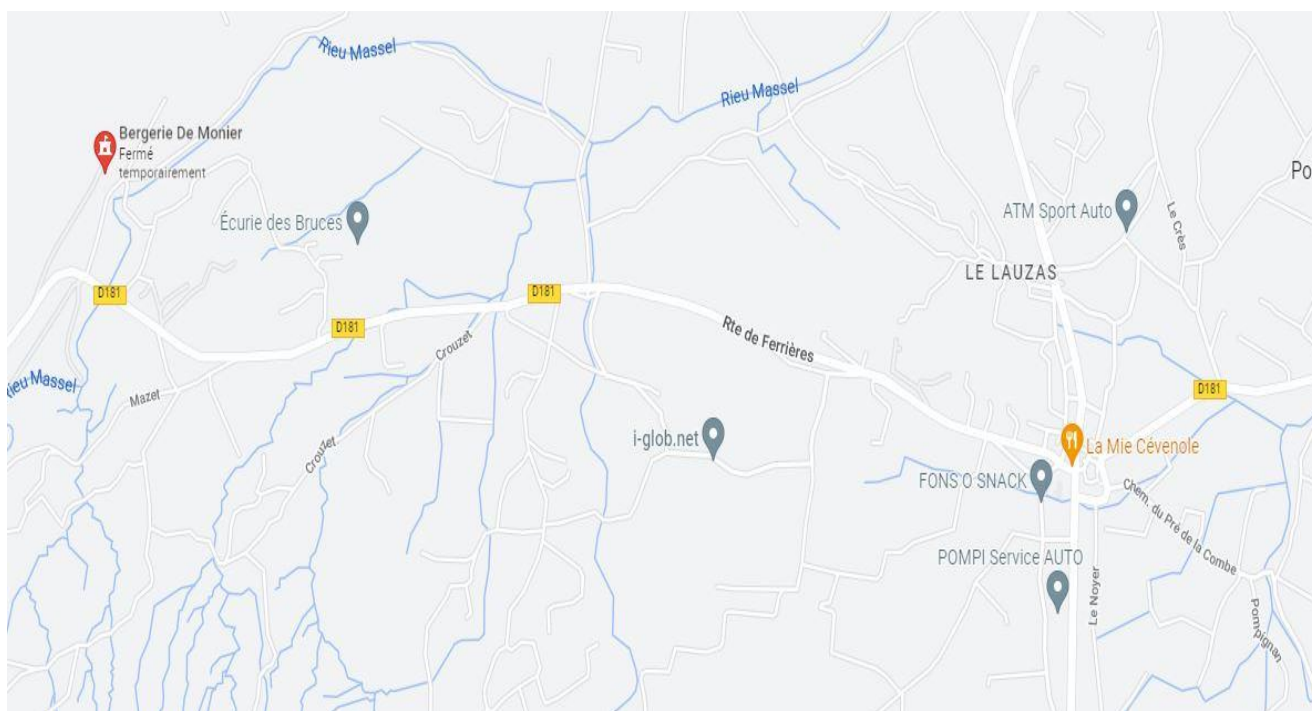 Rieu Massel
Rieu Massel
Bergerie De Monier
Fermé
temporairement
Po
Écurie des Bruces
ATM Sport Auto
Le Crès
LE LAUZAS
D181
D181
D181
Rte de Ferrières
Crouzet
Rieu Massel
Mazet
D181
i-glob.net
La Mie Cévenole
Crouzet
FONS O SNACK
Chem. du Pré de la Combe
POMPI Service AUTO
Le Noyer
Pompignan